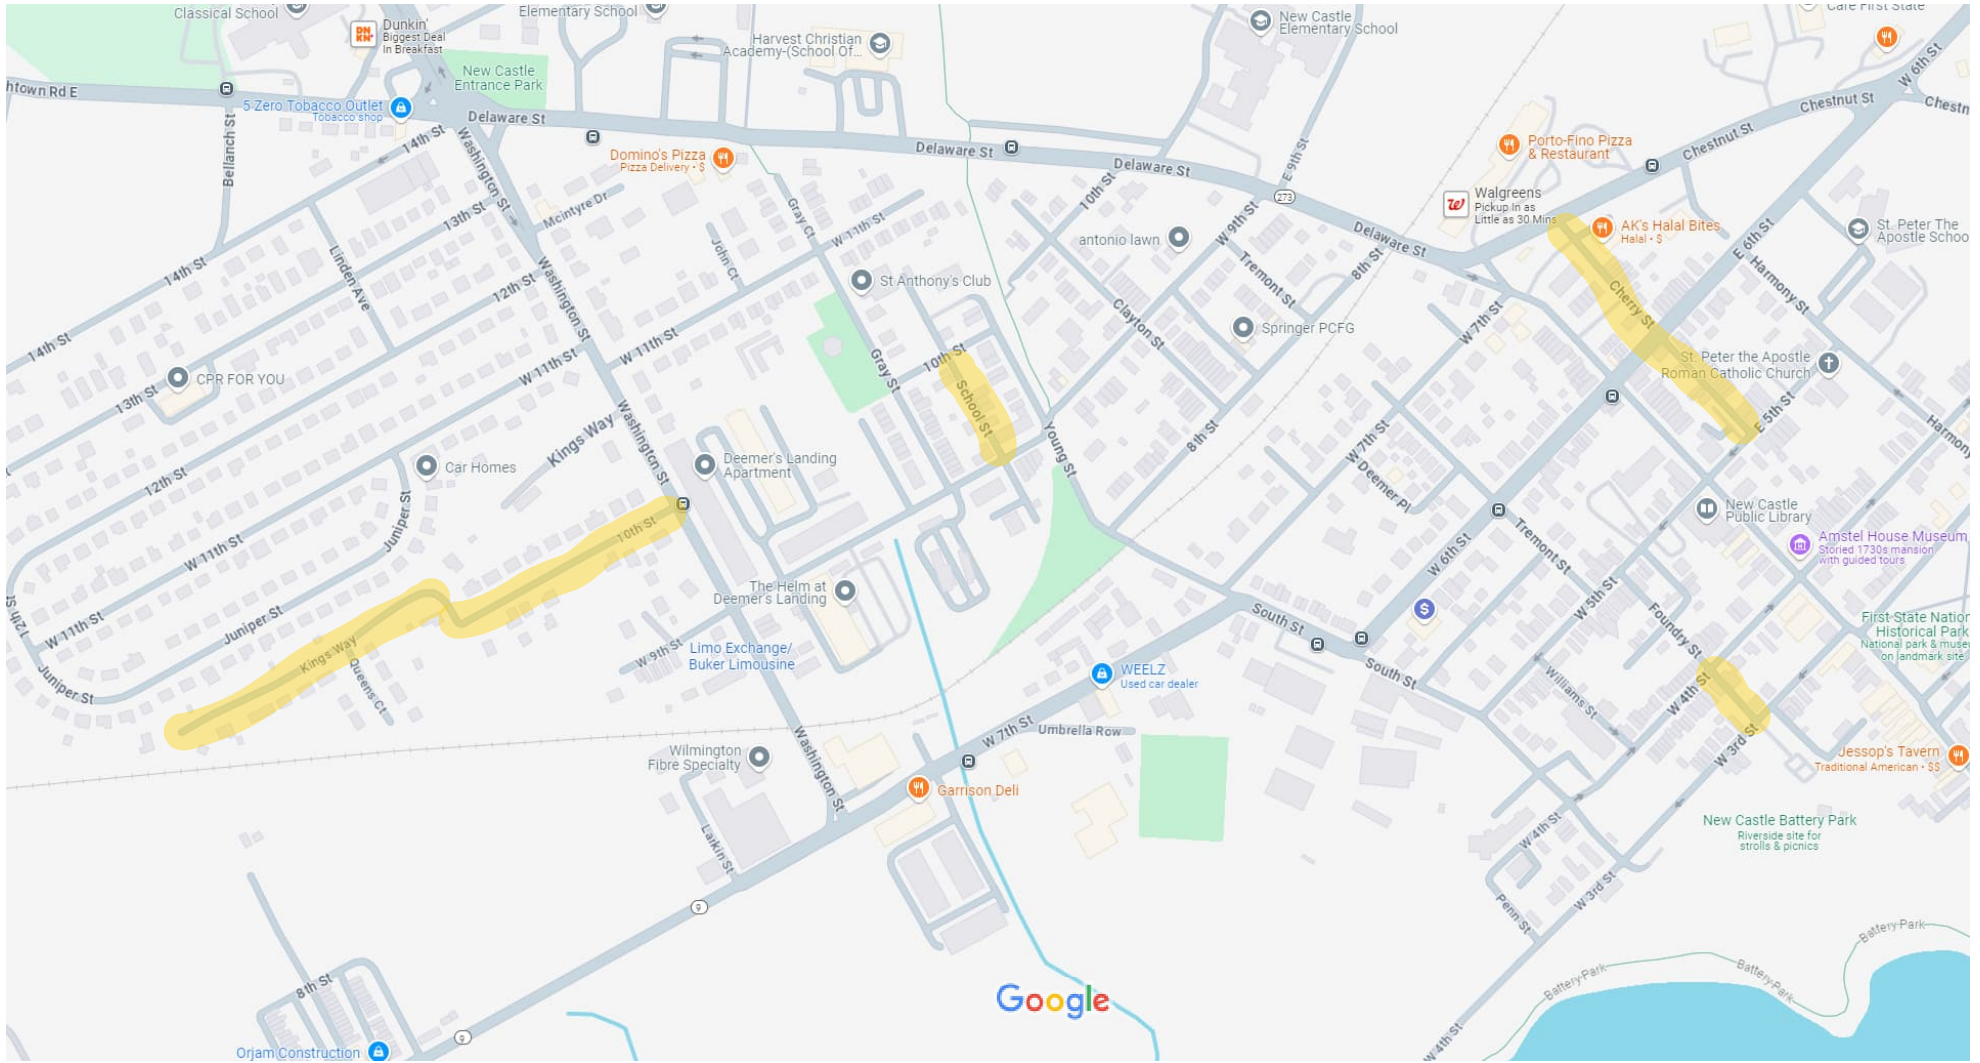 Classical School
Elementary School
New Castle
Elementary School
Care First State
Dunkin'
Biggest Deal
In Breakfast
Harvest Christian
Academy-(School Of...
W 6th St
New Castle
Entrance Park
htown Rd E
5 Zero Tobacco Outlet
Tobacco shop
Delaware St
Chestnut St
Chestn
Bellanch St
14th St
Washington St
Domino's Pizza
Pizza Delivery • $
Delaware St
Delaware St
E 9th St
Porto-Fino Pizza
& Restaurant
Chestnut St
10th St
273
Walgreens
Pickup In as
Little as 30 Mins
13th St
Mcintyre Dr
Gray Ct
W 11th St
antonio lawn
W 9th St
Delaware St
AK's Halal Bites
Halal • $
E 6th St
St. Peter The
Apostle Schoo
14th St
Linden Ave
12th St
Washington St
John Ct
St Anthony's Club
Tremont St
8th St
Cherry St
Harmony St
14th St
W 11th St
W 11th St
Clayton St
Springer PCFG
W 7th St
CPR FOR YOU
13th St
Gray St
10th St
School St
St. Peter the Apostle
Roman Catholic Church
E 5th St
Harmony
12th St
Car Homes
Kings Way
Washington St
Deemer's Landing
Apartment
Young St
8th St
W 7th St
Deemer Pl
Juniper St
10th St
New Castle
Public Library
Amstel House Museum
Storied 1730s mansion
with guided tours
W 11th St
Tremont St
W 6th St
W 5th St
The Helm at
Deemer's Landing
12th St
W 11th St
Juniper St
Kings Way
Queens Ct
W 9th St
Limo Exchange/
Buker Limousine
South St
$
Foundry St
First State Nation
Historical Park
National park & museu
on landmark site
Juniper St
WEELZ
Used car dealer
South St
Williams St
W 4th St
W 7th St
Umbrella Row
W 3rd St
Wilmington
Fibre Specialty
Washington St
Jessop's Tavern
Traditional American • $$
Garrison Deli
Larkin St
W 4th St
New Castle Battery Park
Riverside site for
strolls & picnics
9
Penn St
W 3rd St
Battery Park
8th St
Battery Park
Battery Park
Google
9
W 4th St
Orjam Construction